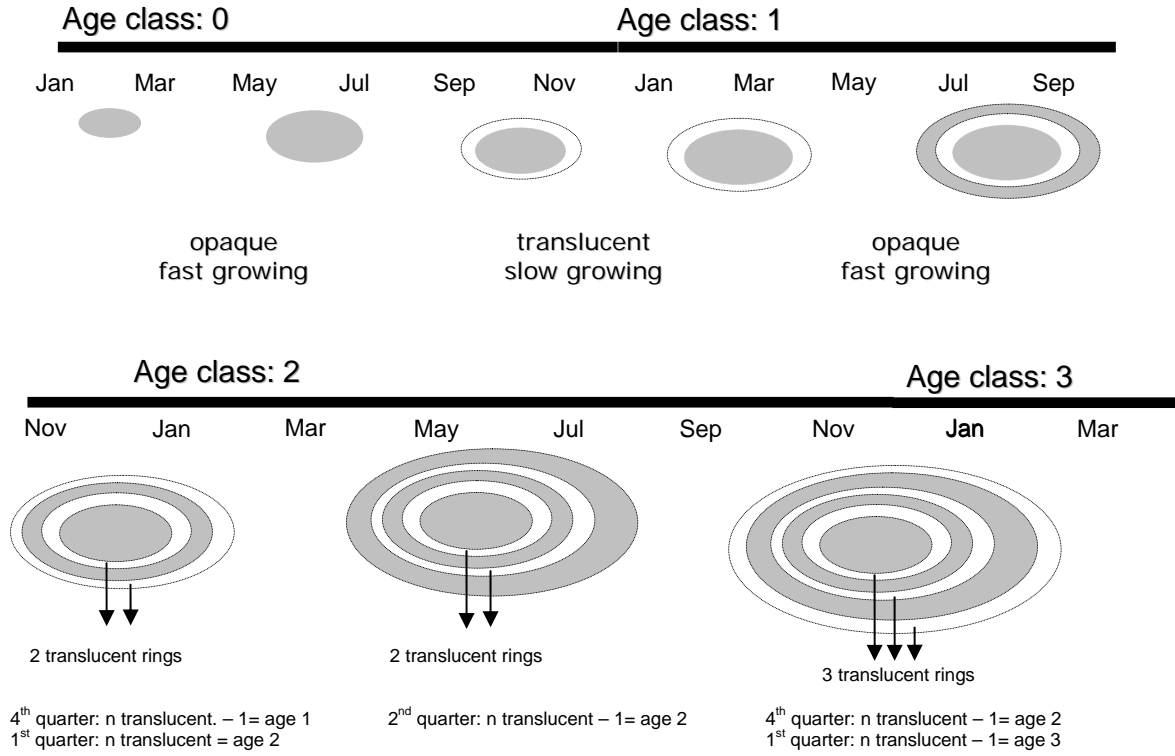 Age class: 0 Age class: 1
Jan Mar May Jul Sep Nov Jan Mar May Jul Sep
opaque
fast growing
translucent
slow growing
opaque
fast growing
Age class: 2 Age class: 3
Nov Jan Mar May Jul Sep Nov Jan Mar
2 translucent rings
2 translucent rings
3 translucent rings
4th quarter: n translucent. – 1= age 1
1st quarter: n translucent = age 2
2nd quarter: n translucent – 1= age 2
4th quarter: n translucent – 1= age 2
1st quarter: n translucent – 1= age 3